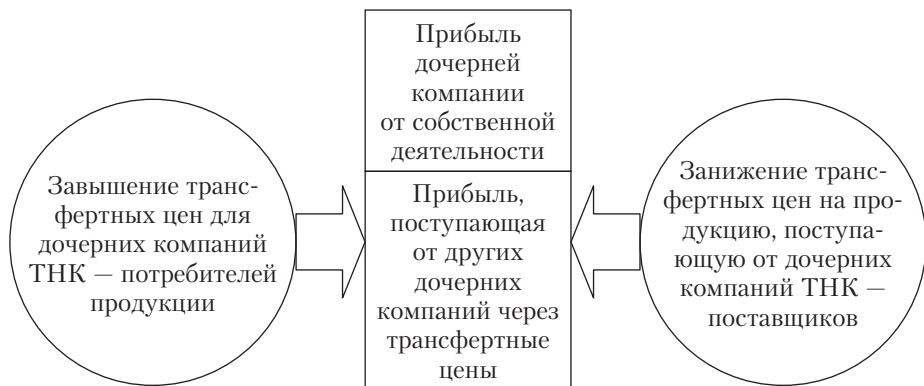 Прибыль
дочерней
компании
от собственной
деятельности
Завышение транс-
фертных цен для
дочерних компаний
ТНК — потребителей
продукции
Прибыль,
поступающая
от других
дочерних
компаний через
трансфертные
цены
Занижение транс-
фертных цен на про-
дукцию, поступа-
ющую от дочерних
компаний ТНК —
поставщиков